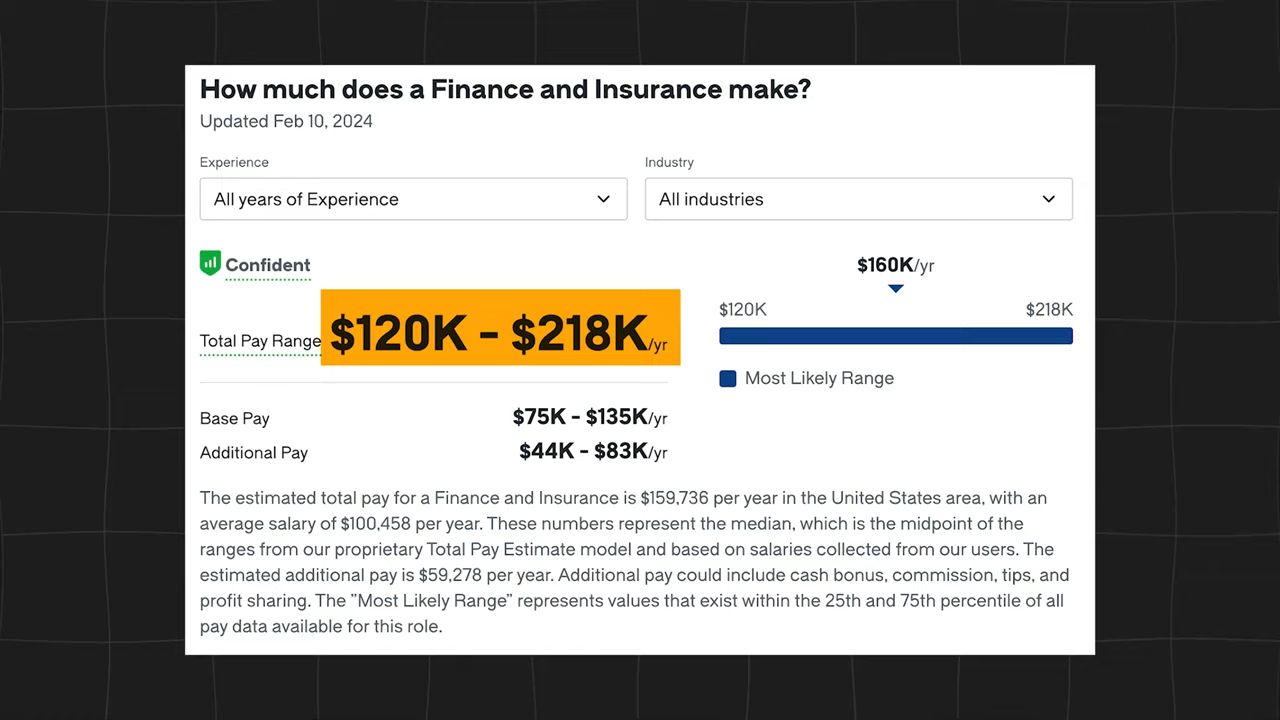 How much does a Finance and Insurance make?
Updated Feb 10, 2024
Experience
Industry
All years of Experience
All industries
Confident
$160K/yr
$120K
$218K
Total Pay Range
$120K - $218K/yr
Most Likely Range
Base Pay
$75K - $135K/yr
Additional Pay
$44K - $83K/yr
The estimated total pay for a Finance and Insurance is $159,736 per year in the United States area, with an
average salary of $100,458 per year. These numbers represent the median, which is the midpoint of the
ranges from our proprietary Total Pay Estimate model and based on salaries collected from our users. The
estimated additional pay is $59,278 per year. Additional pay could include cash bonus, commission, tips, and
profit sharing. The "Most Likely Range" represents values that exist within the 25th and 75th percentile of all
pay data available for this role.